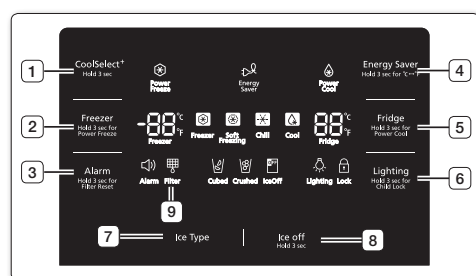 CoolSelect+
Hold 3 sec
Power
Freeze
Energy
Saver
Power
Cool
Energy Saver
Hold 3 sec for °C↔°F
1
4
Freezer
Hold 3 sec for
Power Freeze
-88 °C °F
Freezer
Freezer
Soft
Freezing
Chill
Cool
88 °C °F
Fridge
Fridge
Hold 3 sec for
Power Cool
2
5
Alarm
Hold 3 sec for
Filter Reset
Alarm
Filter
Cubed
Crushed
IceOff
Lighting
Lock
Lighting
Hold 3 sec for
Child Lock
3
6
9
7
Ice Type
Ice off
Hold 3 sec
8